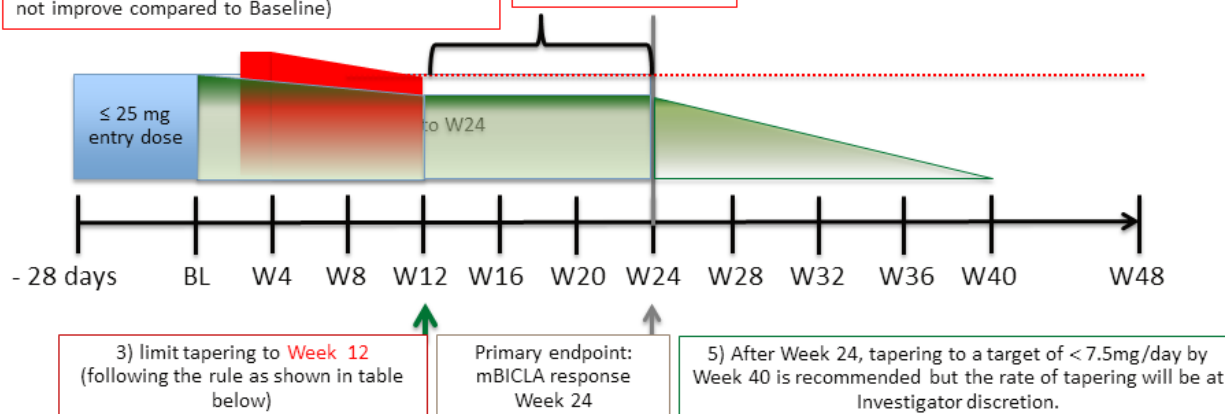 not improve compared to Baseline)
≤ 25 mg
entry dose
to W24
- 28 days BL W4 W8 W12 W16 W20 W24 W28 W32 W36 W40 W48
3) limit tapering to Week 12
(following the rule as shown in table
below)
Primary endpoint:
mBICLA response
Week 24
5) After Week 24, tapering to a target of < 7.5mg/day by
Week 40 is recommended but the rate of tapering will be at
Investigator discretion.